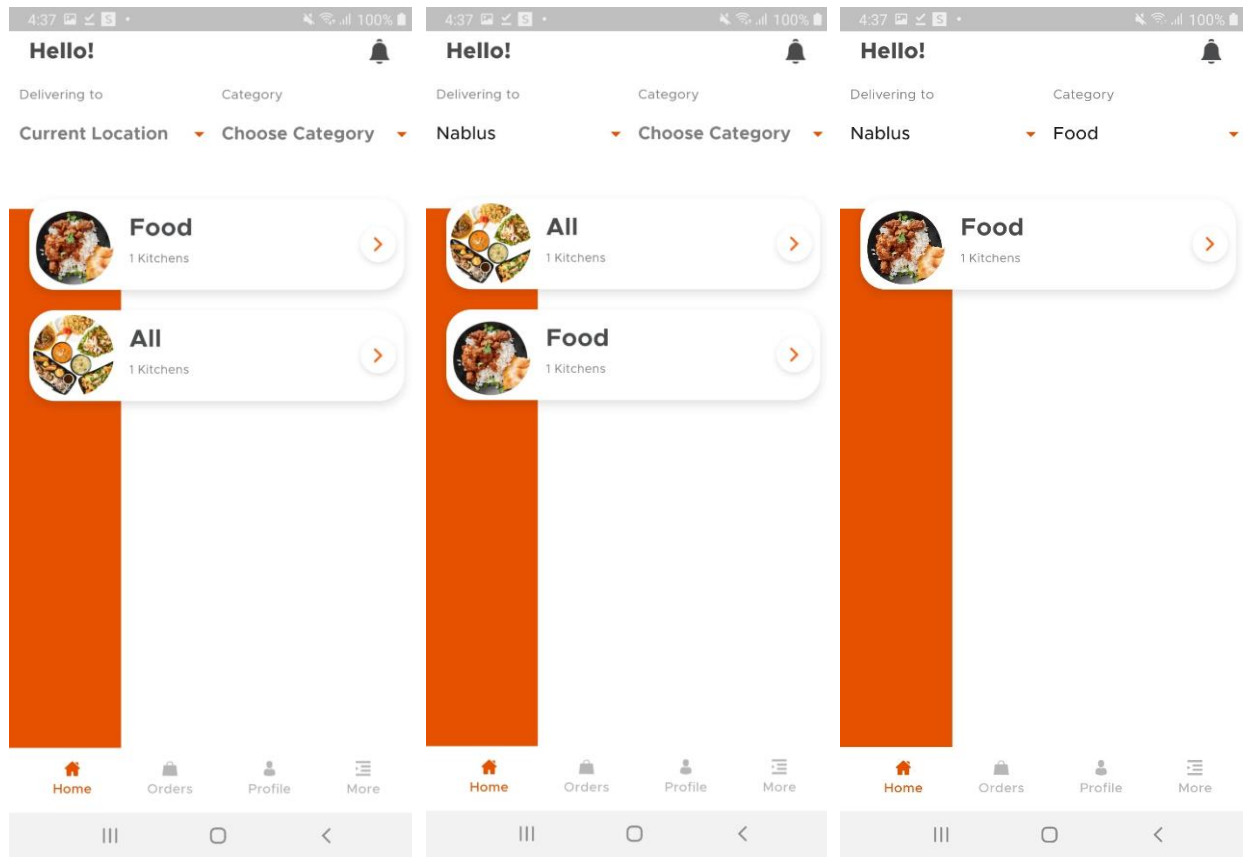 4:37 S 100%
Hello!
Delivering to Category
Current Location Choose Category
Food
1 Kitchens
All
1 Kitchens
Home Orders Profile More
4:37 S 100%
Hello!
Delivering to Category
Nablus Choose Category
All
1 Kitchens
Food
1 Kitchens
Home Orders Profile More
4:37 S 100%
Hello!
Delivering to Category
Nablus Food
Food
1 Kitchens
Home Orders Profile More